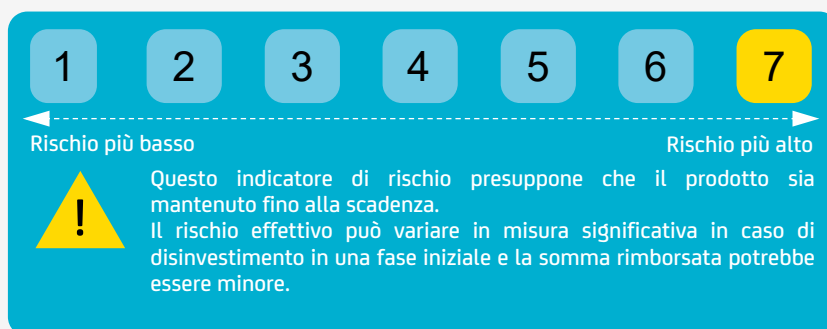 1 2 3 4 5 6 7
Rischio più basso Rischio più alto
Questo indicatore di rischio presuppone che il prodotto sia
mantenuto fino alla scadenza.
Il rischio effettivo può variare in misura significativa in caso di
disinvestimento in una fase iniziale e la somma rimborsata potrebbe
essere minore.
!